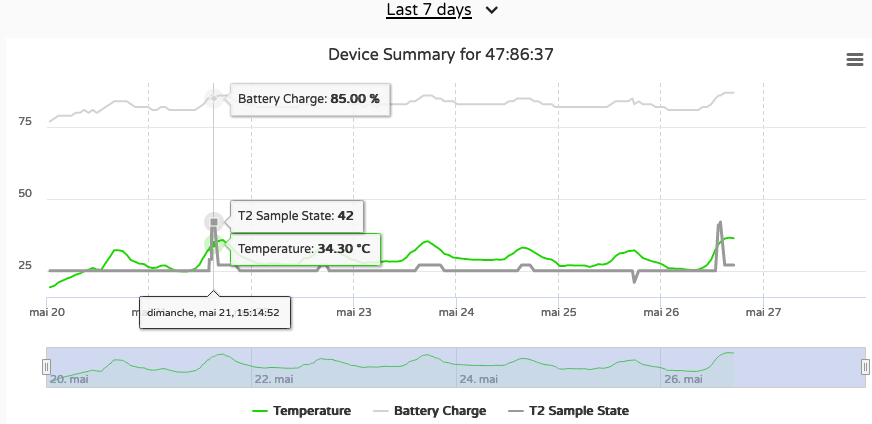 Last 7 days
Device Summary for 47:86:37
Battery Charge: 85.00 %
75
50
T2 Sample State: 42
Temperature: 34.30 °C
25
dimanche, mai 21, 15:14:52
mai 20
mai 23
mai 24
mai 25
mai 26
mai 27
20. mai
22. mai
24. mai
26. mai
Temperature
Battery Charge
T2 Sample State